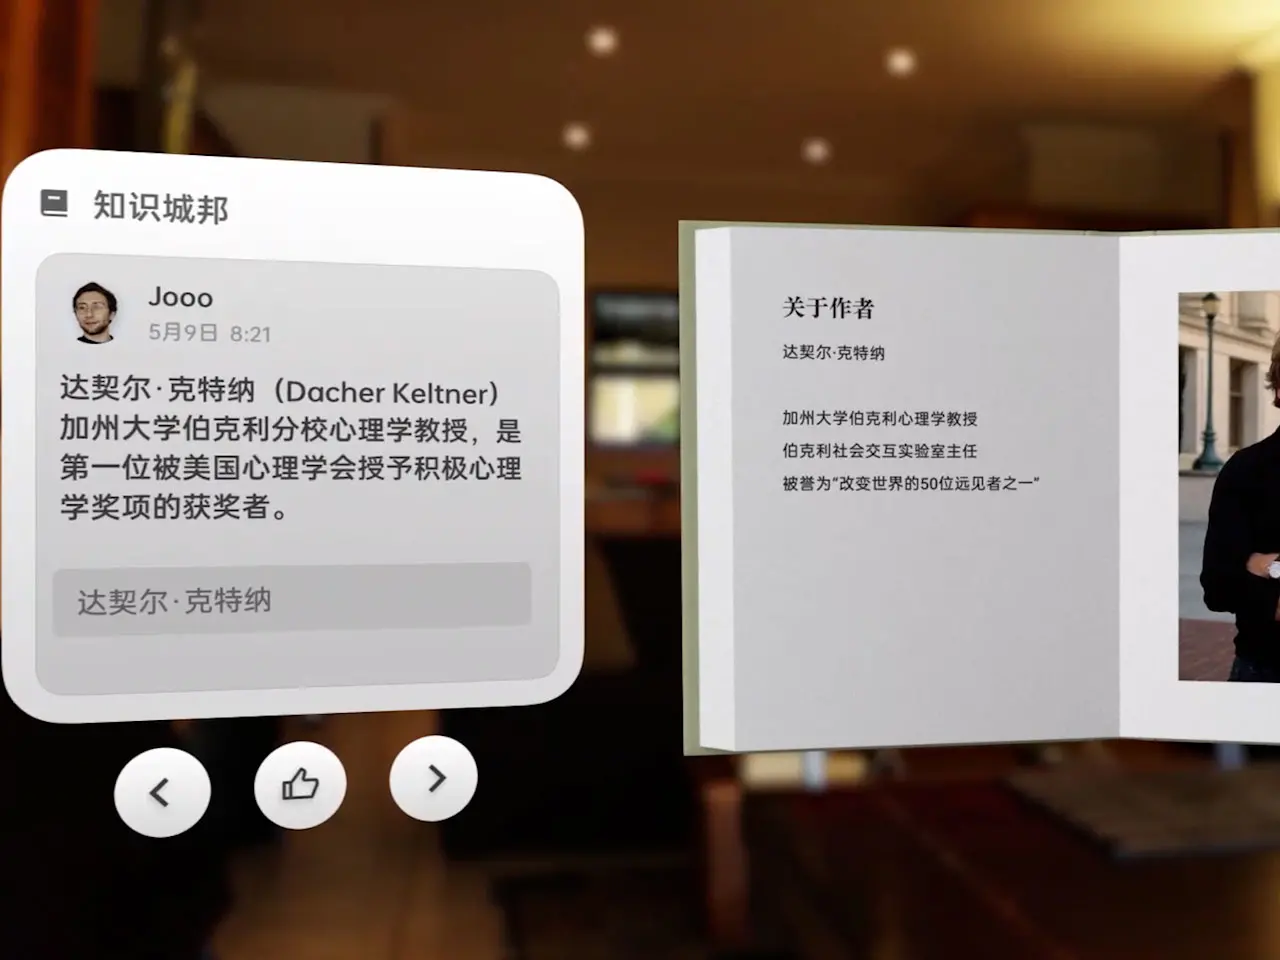 知识城邦
Jooo
5月9日 8:21
达契尔·克特纳（Dacher Keltner）
加州大学伯克利分校心理学教授，是
第一位被美国心理学会授予积极心理
学奖项的获奖者。
达契尔·克特纳
关于作者
达契尔·克特纳
加州大学伯克利心理学教授
伯克利社会交互实验室主任
被誉为“改变世界的50位远见者之一”